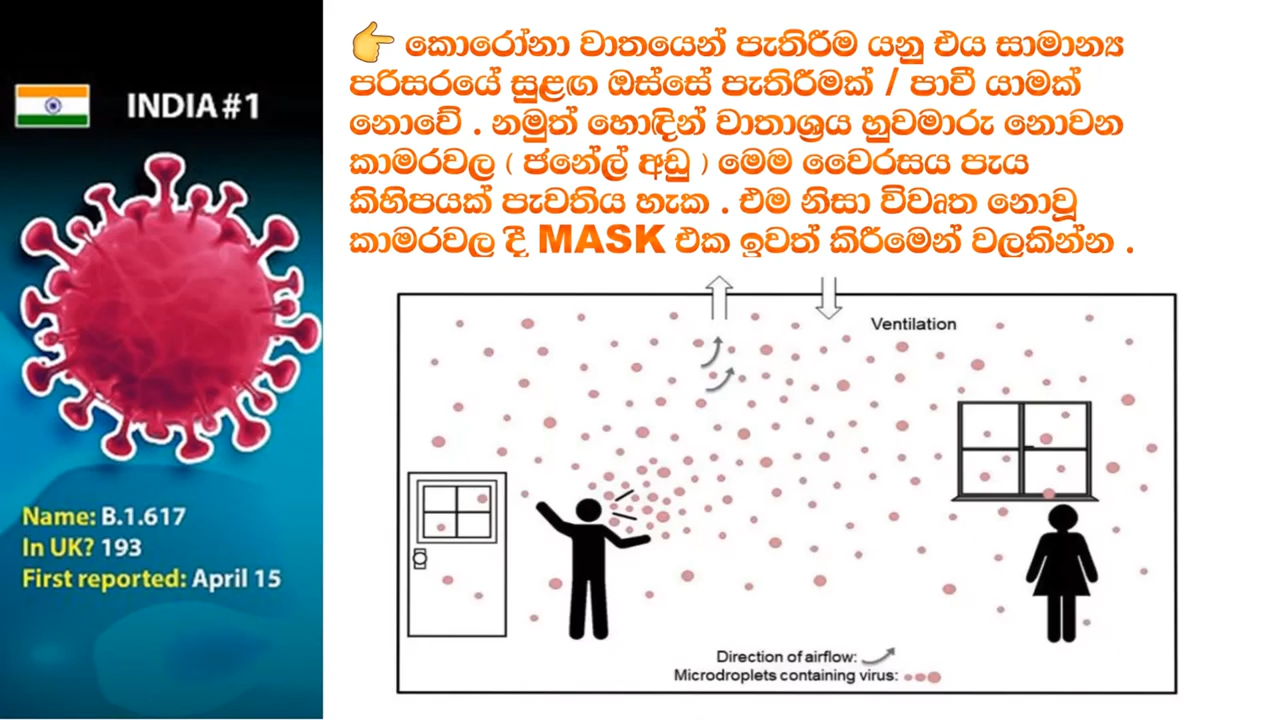 INDIA #1
Name: B.1.617
In UK? 193
First reported: April 15
👉 කොරෝනා වාතයෙන් පැතිරීම යනු එය සාමාන්‍ය
පරිසරයේ සුළඟ ඔස්සේ පැතිරීමක් / පාවී යාමක්
නොවේ . නමුත් හොඳින් වාතාශ්‍රය හුවමාරු නොවන
කාමරවල ( ජනේල් අඩු ) මෙම වෛරසය පැය
කිහිපයක් පැවතිය හැක . එම නිසා විවෘත නොවූ
කාමරවල දී MASK එක ඉවත් කිරීමෙන් වලකින්න .
Ventilation
Direction of airflow:
Microdroplets containing virus: